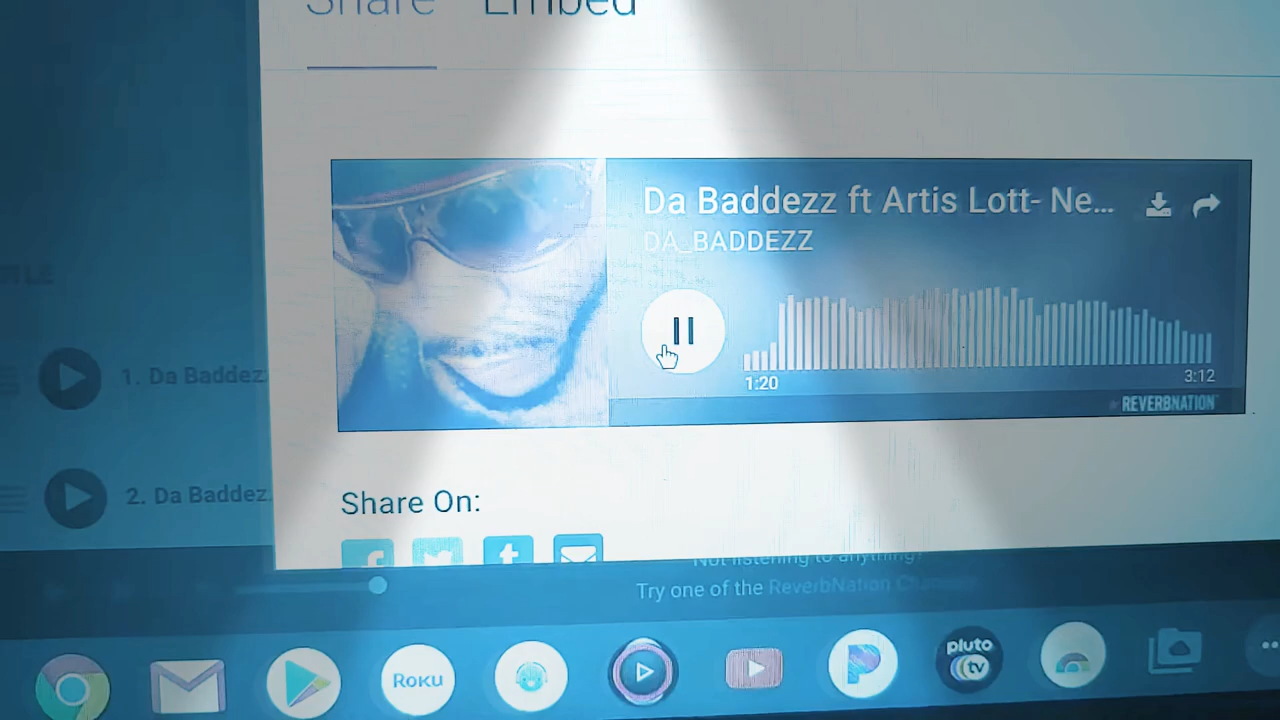 Share Embed
Da Baddezz ft Artis Lott- Ne...
DA_BADDEZZ
1:20
3:12
REVERBNATION
1. Da Baddez
2. Da Baddez
Share On:
f
t
Not listening to anything?
Try one of the ReverbNation Channels
ROKU
P
pluto
tv